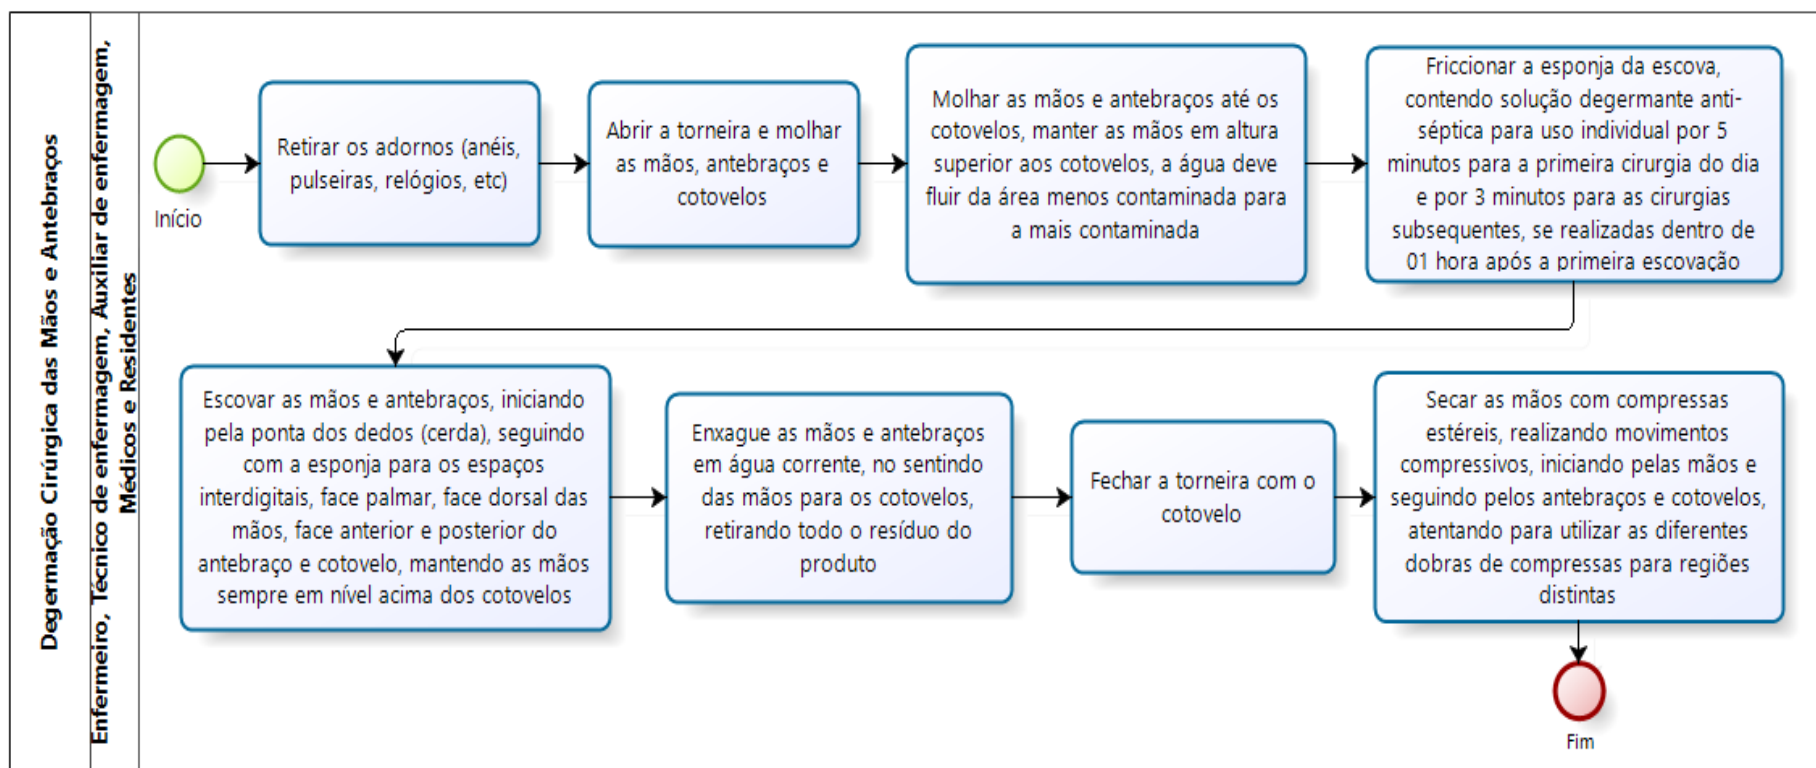 Degermação Cirúrgica das Mãos e Antebraços
Enfermeiro, Técnico de enfermagem, Auxiliar de enfermagem,
Médicos e Residentes
Início
Retirar os adornos (anéis,
pulseiras, relógios, etc)
Abrir a torneira e molhar
as mãos, antebraços e
cotovelos
Molhar as mãos e antebraços até os
cotovelos, manter as mãos em altura
superior aos cotovelos, a água deve
fluir da área menos contaminada para
a mais contaminada
Friccionar a esponja da escova,
contendo solução degermante anti-
séptica para uso individual por 5
minutos para a primeira cirurgia do dia
e por 3 minutos para as cirurgias
subsequentes, se realizadas dentro de
01 hora após a primeira escovação
Escovar as mãos e antebraços, iniciando
pela ponta dos dedos (cerda), seguindo
com a esponja para os espaços
interdigitais, face palmar, face dorsal das
mãos, face anterior e posterior do
antebraço e cotovelo, mantendo as mãos
sempre em nível acima dos cotovelos
Enxague as mãos e antebraços
em água corrente, no sentindo
das mãos para os cotovelos,
retirando todo o resíduo do
produto
Fechar a torneira com o
cotovelo
Secar as mãos com compressas
estéreis, realizando movimentos
compressivos, iniciando pelas mãos e
seguindo pelos antebraços e cotovelos,
atentando para utilizar as diferentes
dobras de compressas para regiões
distintas
Fim